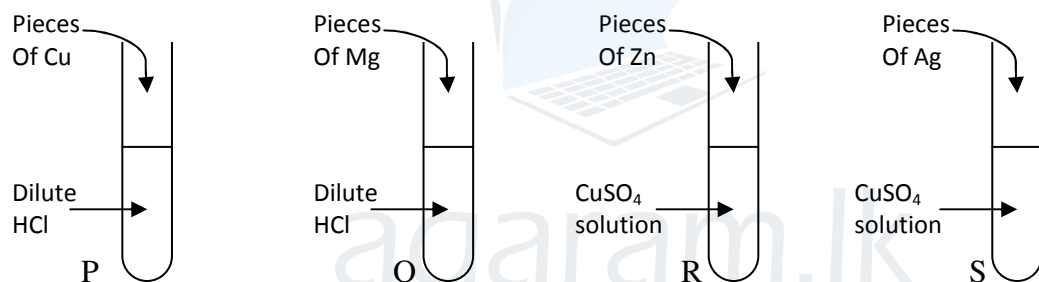 Pieces
Of Cu
Pieces
Of Mg
Pieces
Of Zn
Pieces
Of Ag
Dilute
HCl
Dilute
HCl
CuSO₄
solution
CuSO₄
solution
P
Q
R
S
agaram.lk